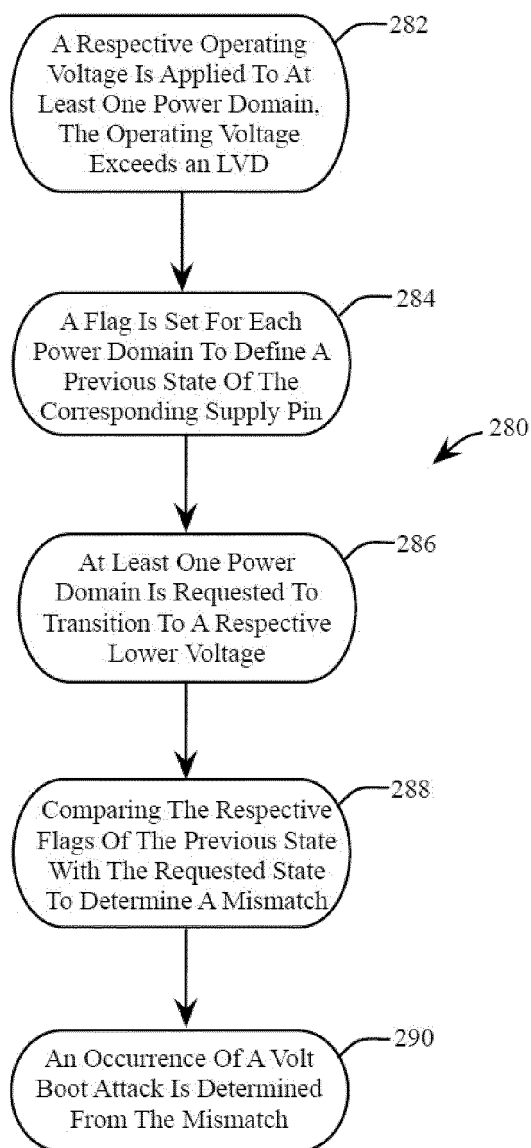 282
A Respective Operating
Voltage Is Applied To At
Least One Power Domain,
The Operating Voltage
Exceeds an LVD
284
A Flag Is Set For Each
Power Domain To Define A
Previous State Of The
Corresponding Supply Pin
280
286
At Least One Power
Domain Is Requested To
Transition To A Respective
Lower Voltage
288
Comparing The Respective
Flags Of The Previous State
With The Requested State
To Determine A Mismatch
290
An Occurrence Of A Volt
Boot Attack Is Determined
From The Mismatch